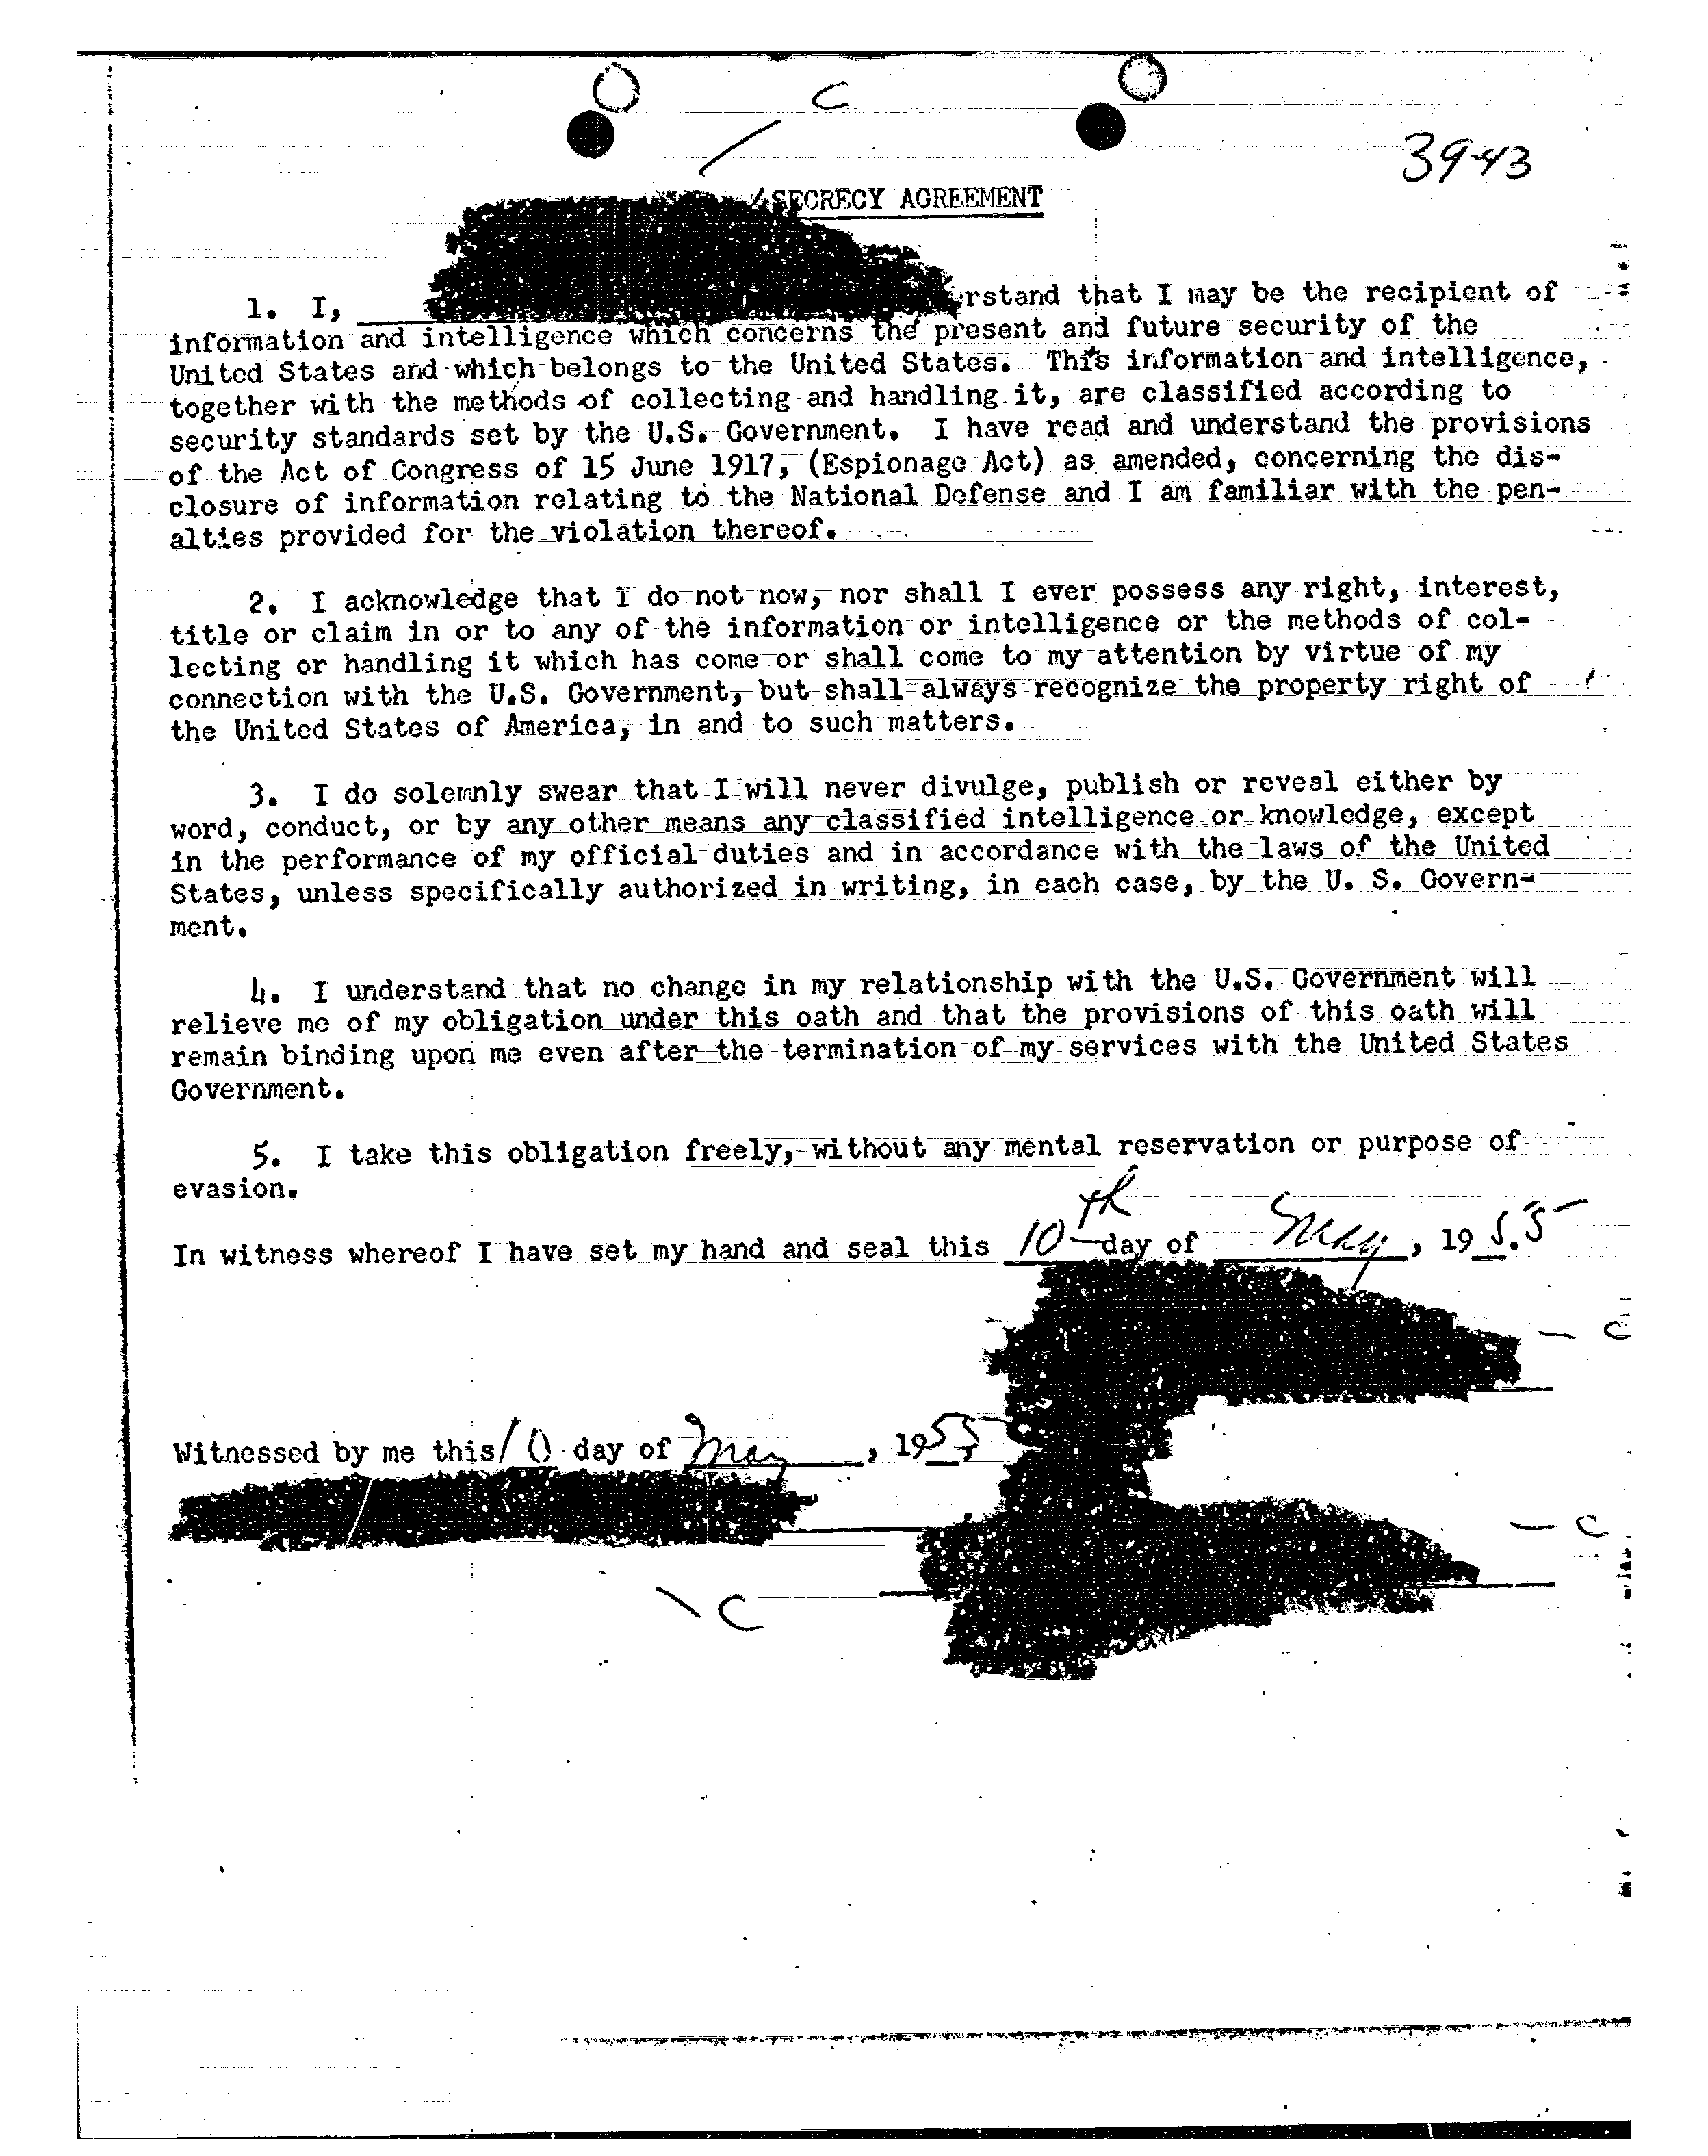 C
39-43
SECRECY AGREEMENT
1. I, erstand that I may be the recipient of
information and intelligence which concerns the present and future security of the
United States and which belongs to the United States. This information and intelligence,
together with the methods of collecting and handling it, are classified according to
security standards set by the U.S. Government. I have read and understand the provisions
of the Act of Congress of 15 June 1917, (Espionage Act) as amended, concerning the dis-
closure of information relating to the National Defense and I am familiar with the pen-
alties provided for the violation thereof.
2. I acknowledge that I do not now, nor shall I ever possess any right, interest,
title or claim in or to any of the information or intelligence or the methods of col-
lecting or handling it which has come or shall come to my attention by virtue of my
connection with the U.S. Government, but shall always recognize the property right of
the United States of America, in and to such matters.
3. I do solemnly swear that I will never divulge, publish or reveal either by
word, conduct, or by any other means any classified intelligence or knowledge, except
in the performance of my official duties and in accordance with the laws of the United
States, unless specifically authorized in writing, in each case, by the U. S. Govern-
ment.
4. I understand that no change in my relationship with the U.S. Government will
relieve me of my obligation under this oath and that the provisions of this oath will
remain binding upon me even after the termination of my services with the United States
Government.
5. I take this obligation freely, without any mental reservation or purpose of
evasion.
In witness whereof I have set my hand and seal this 10th day of May, 1955
C
Witnessed by me this 10 day of May, 1955
C
C